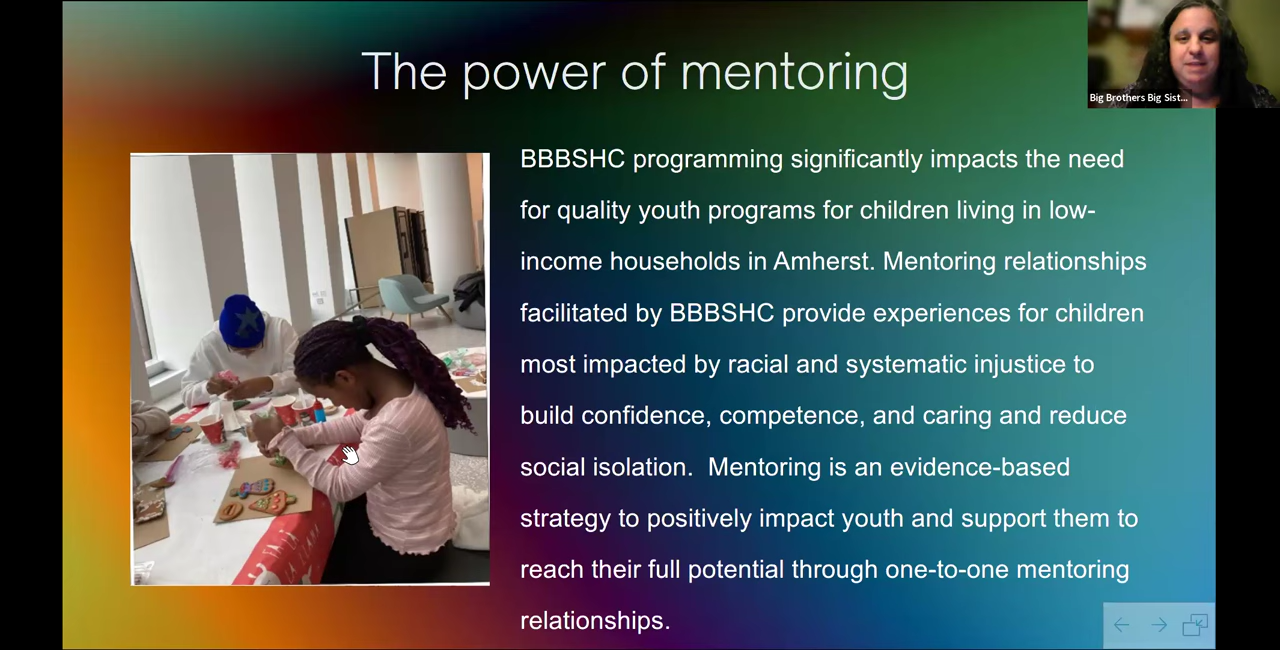 The power of mentoring
Big Brothers Big Sist...
BBBSHC programming significantly impacts the need
for quality youth programs for children living in low-
income households in Amherst. Mentoring relationships
facilitated by BBBSHC provide experiences for children
most impacted by racial and systematic injustice to
build confidence, competence, and caring and reduce
social isolation.  Mentoring is an evidence-based
strategy to positively impact youth and support them to
reach their full potential through one-to-one mentoring
relationships.